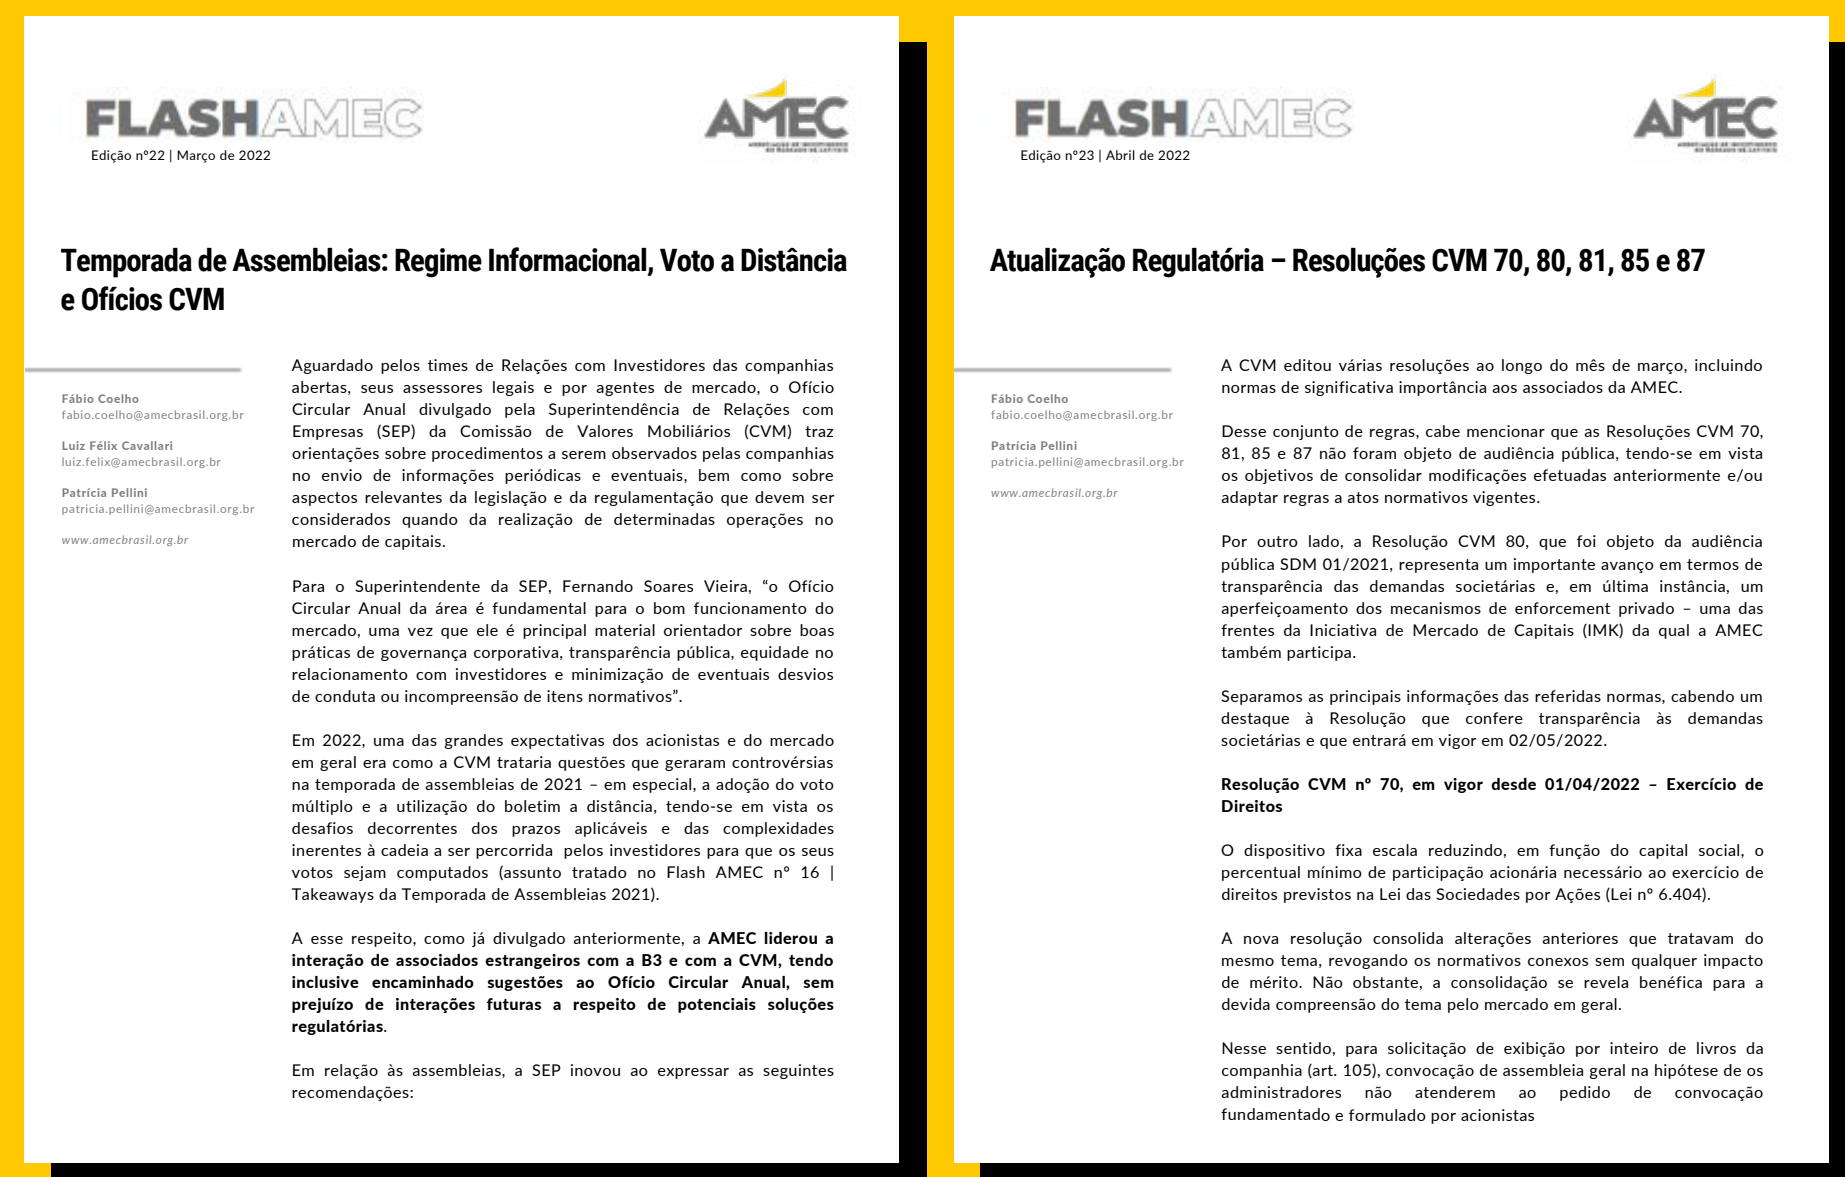 FLASHAMEC
AMEC
ASSOCIAÇÃO DE INVESTIDORES
NO MERCADO DE CAPITAIS
Edição nº22 | Março de 2022
Temporada de Assembleias: Regime Informacional, Voto a Distância
e Ofícios CVM
Fábio Coelho
fabio.coelho@amecbrasil.org.br
Luiz Félix Cavallari
luiz.felix@amecbrasil.org.br
Patrícia Pellini
patricia.pellini@amecbrasil.org.br
www.amecbrasil.org.br
Aguardado pelos times de Relações com Investidores das companhias
abertas, seus assessores legais e por agentes de mercado, o Ofício
Circular Anual divulgado pela Superintendência de Relações com
Empresas (SEP) da Comissão de Valores Mobiliários (CVM) traz
orientações sobre procedimentos a serem observados pelas companhias
no envio de informações periódicas e eventuais, bem como sobre
aspectos relevantes da legislação e da regulamentação que devem ser
considerados quando da realização de determinadas operações no
mercado de capitais.
Para o Superintendente da SEP, Fernando Soares Vieira, “o Ofício
Circular Anual da área é fundamental para o bom funcionamento do
mercado, uma vez que ele é principal material orientador sobre boas
práticas de governança corporativa, transparência pública, equidade no
relacionamento com investidores e minimização de eventuais desvios
de conduta ou incompreensão de itens normativos”.
Em 2022, uma das grandes expectativas dos acionistas e do mercado
em geral era como a CVM trataria questões que geraram controvérsias
na temporada de assembleias de 2021 – em especial, a adoção do voto
múltiplo e a utilização do boletim a distância, tendo-se em vista os
desafios decorrentes dos prazos aplicáveis e das complexidades
inerentes à cadeia a ser percorrida pelos investidores para que os seus
votos sejam computados (assunto tratado no Flash AMEC nº 16 |
Takeaways da Temporada de Assembleias 2021).
A esse respeito, como já divulgado anteriormente, a AMEC liderou a
interação de associados estrangeiros com a B3 e com a CVM, tendo
inclusive encaminhado sugestões ao Ofício Circular Anual, sem
prejuízo de interações futuras a respeito de potenciais soluções
regulatórias.
Em relação às assembleias, a SEP inovou ao expressar as seguintes
recomendações:
FLASHAMEC
AMEC
ASSOCIAÇÃO DE INVESTIDORES
NO MERCADO DE CAPITAIS
Edição nº23 | Abril de 2022
Atualização Regulatória – Resoluções CVM 70, 80, 81, 85 e 87
Fábio Coelho
fabio.coelho@amecbrasil.org.br
Patrícia Pellini
patricia.pellini@amecbrasil.org.br
www.amecbrasil.org.br
A CVM editou várias resoluções ao longo do mês de março, incluindo
normas de significativa importância aos associados da AMEC.
Desse conjunto de regras, cabe mencionar que as Resoluções CVM 70,
81, 85 e 87 não foram objeto de audiência pública, tendo-se em vista
os objetivos de consolidar modificações efetuadas anteriormente e/ou
adaptar regras a atos normativos vigentes.
Por outro lado, a Resolução CVM 80, que foi objeto da audiência
pública SDM 01/2021, representa um importante avanço em termos de
transparência das demandas societárias e, em última instância, um
aperfeiçoamento dos mecanismos de enforcement privado – uma das
frentes da Iniciativa de Mercado de Capitais (IMK) da qual a AMEC
também participa.
Separamos as principais informações das referidas normas, cabendo um
destaque à Resolução que confere transparência às demandas
societárias e que entrará em vigor em 02/05/2022.
Resolução CVM nº 70, em vigor desde 01/04/2022 – Exercício de
Direitos
O dispositivo fixa escala reduzindo, em função do capital social, o
percentual mínimo de participação acionária necessário ao exercício de
direitos previstos na Lei das Sociedades por Ações (Lei nº 6.404).
A nova resolução consolida alterações anteriores que tratavam do
mesmo tema, revogando os normativos conexos sem qualquer impacto
de mérito. Não obstante, a consolidação se revela benéfica para a
devida compreensão do tema pelo mercado em geral.
Nesse sentido, para solicitação de exibição por inteiro de livros da
companhia (art. 105), convocação de assembleia geral na hipótese de os
administradores não atenderem ao pedido de convocação
fundamentado e formulado por acionistas